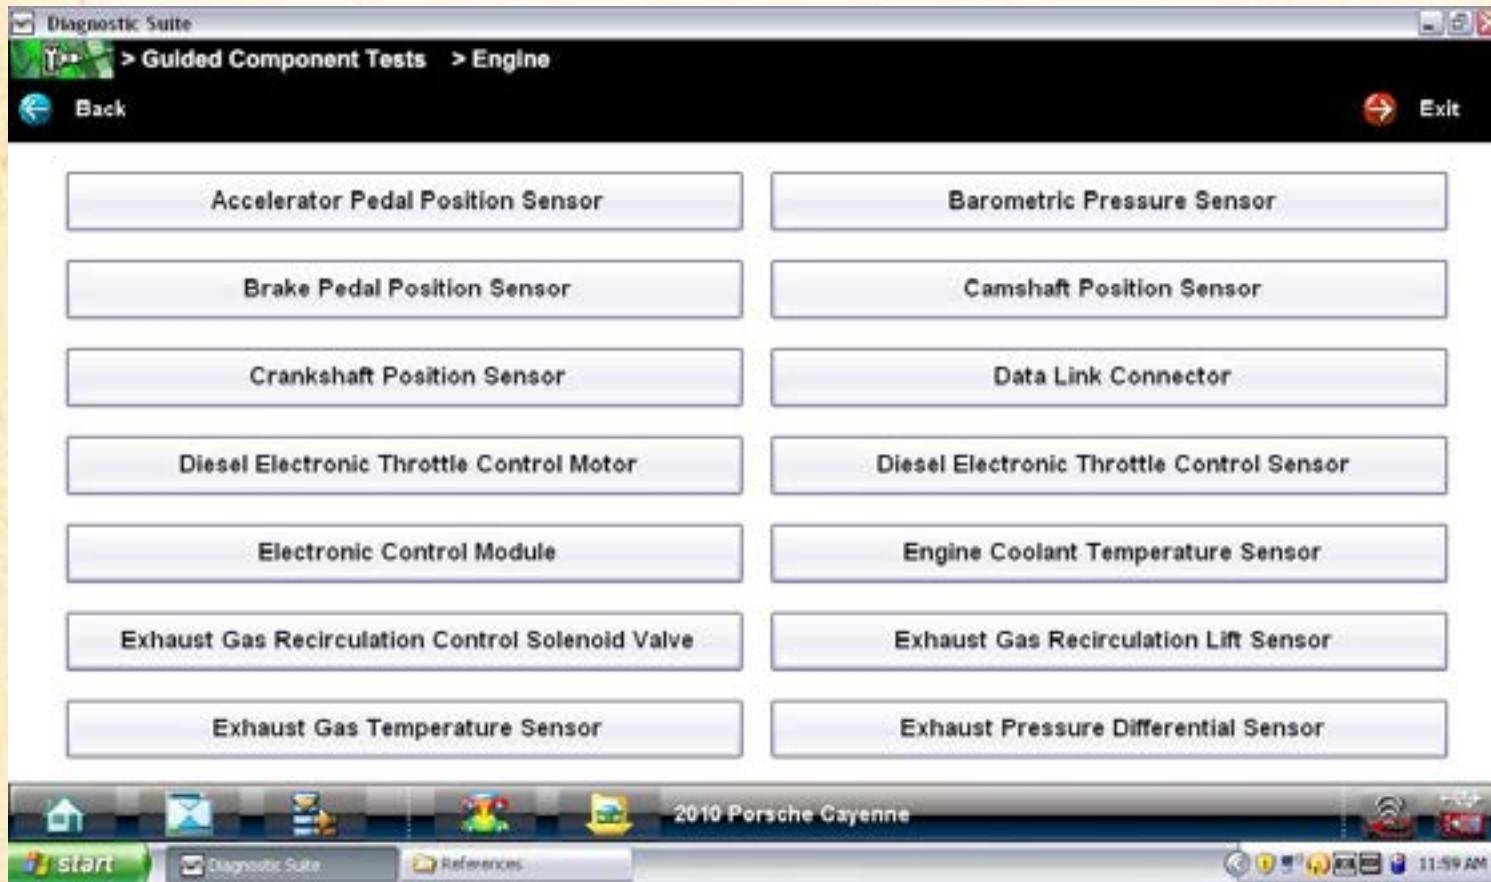 Diagnostic Suite
> Guided Component Tests > Engine
Back
Exit
Accelerator Pedal Position Sensor
Barometric Pressure Sensor
Brake Pedal Position Sensor
Camshaft Position Sensor
Crankshaft Position Sensor
Data Link Connector
Diesel Electronic Throttle Control Motor
Diesel Electronic Throttle Control Sensor
Electronic Control Module
Engine Coolant Temperature Sensor
Exhaust Gas Recirculation Control Solenoid Valve
Exhaust Gas Recirculation Lift Sensor
Exhaust Gas Temperature Sensor
Exhaust Pressure Differential Sensor
2010 Porsche Cayenne
start
Diagnostic Suite
References
11:59 AM